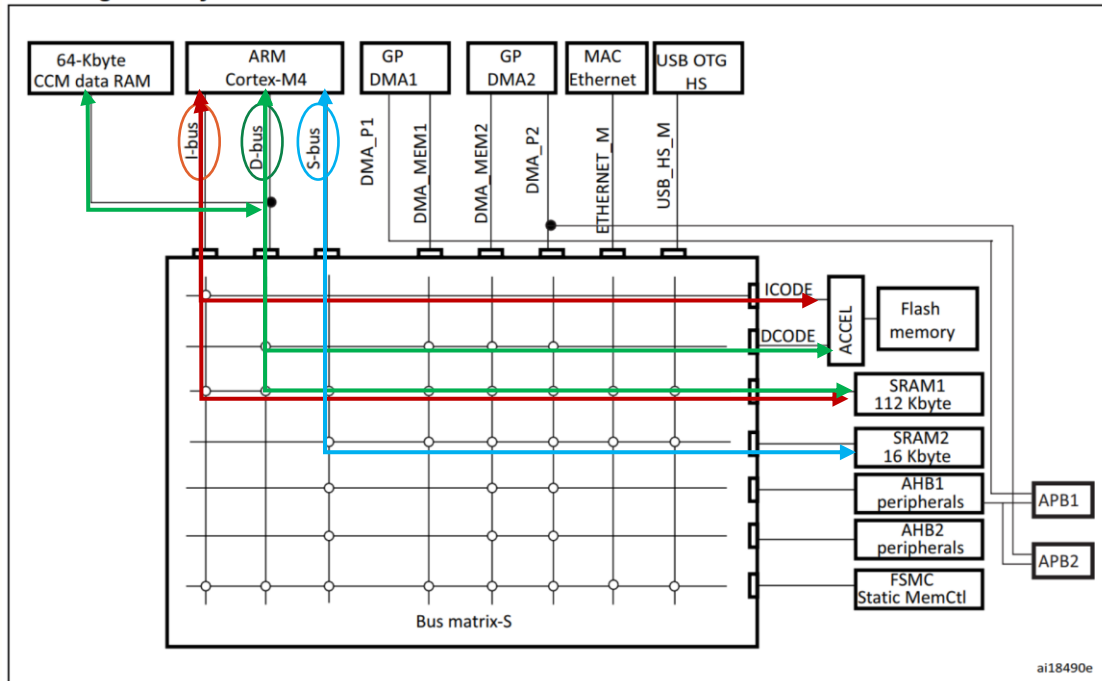 64-Kbyte
CCM data RAM
ARM
Cortex-M4
GP
DMA1
GP
DMA2
MAC
Ethernet
USB OTG
HS
I-bus
D-bus
S-bus
DMA_P1
DMA_MEM1
DMA_MEM2
DMA_P2
ETHERNET_M
USB_HS_M
ICODE
DCODE
ACCEL
Flash
memory
SRAM1
112 Kbyte
SRAM2
16 Kbyte
AHB1
peripherals
AHB2
peripherals
FSMC
Static MemCtl
APB1
APB2
Bus matrix-S
ai18490e